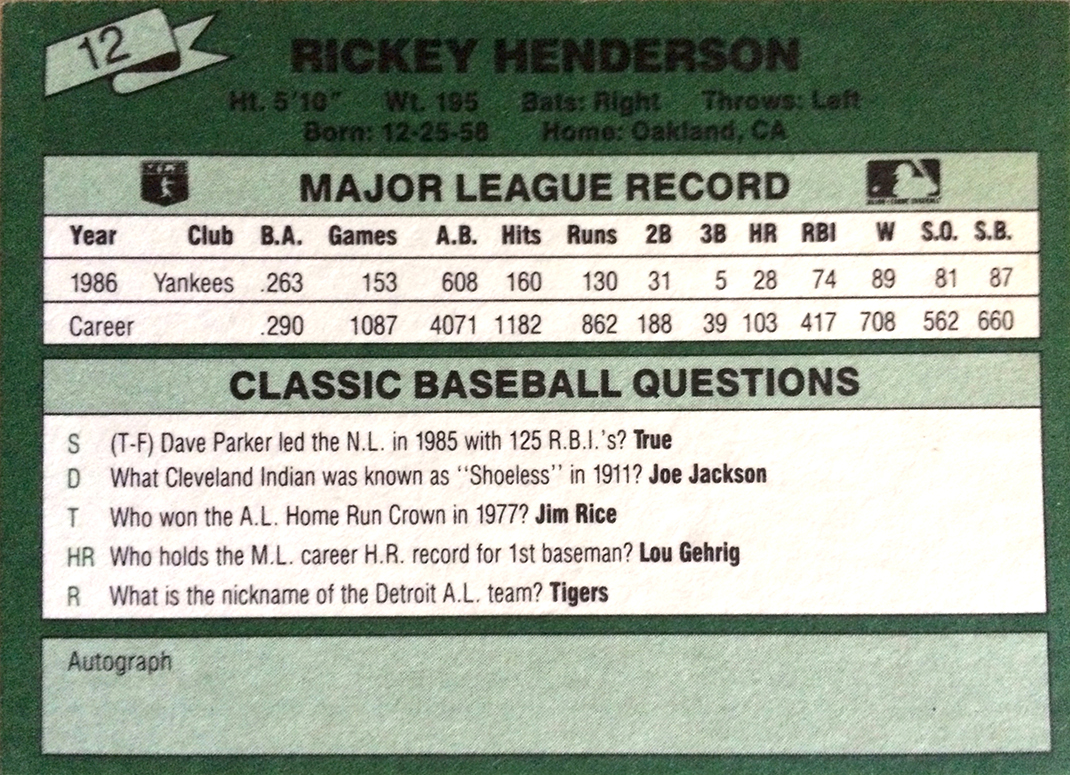 12
RICKEY HENDERSON
Ht. 5'10" Wt. 195 Bats: Right Throws: Left
Born: 12-25-58 Home: Oakland, CA
MAJOR LEAGUE RECORD
Year Club B.A. Games A.B. Hits Runs 2B 3B HR RBI W S.O. S.B.
1986 Yankees .263 153 608 160 130 31 5 28 74 89 81 87
Career .290 1087 4071 1182 862 188 39 103 417 708 562 660
CLASSIC BASEBALL QUESTIONS
S (T-F) Dave Parker led the N.L. in 1985 with 125 R.B.I.'s? True
D What Cleveland Indian was known as "Shoeless" in 1911? Joe Jackson
T Who won the A.L. Home Run Crown in 1977? Jim Rice
HR Who holds the M.L. career H.R. record for 1st baseman? Lou Gehrig
R What is the nickname of the Detroit A.L. team? Tigers
Autograph